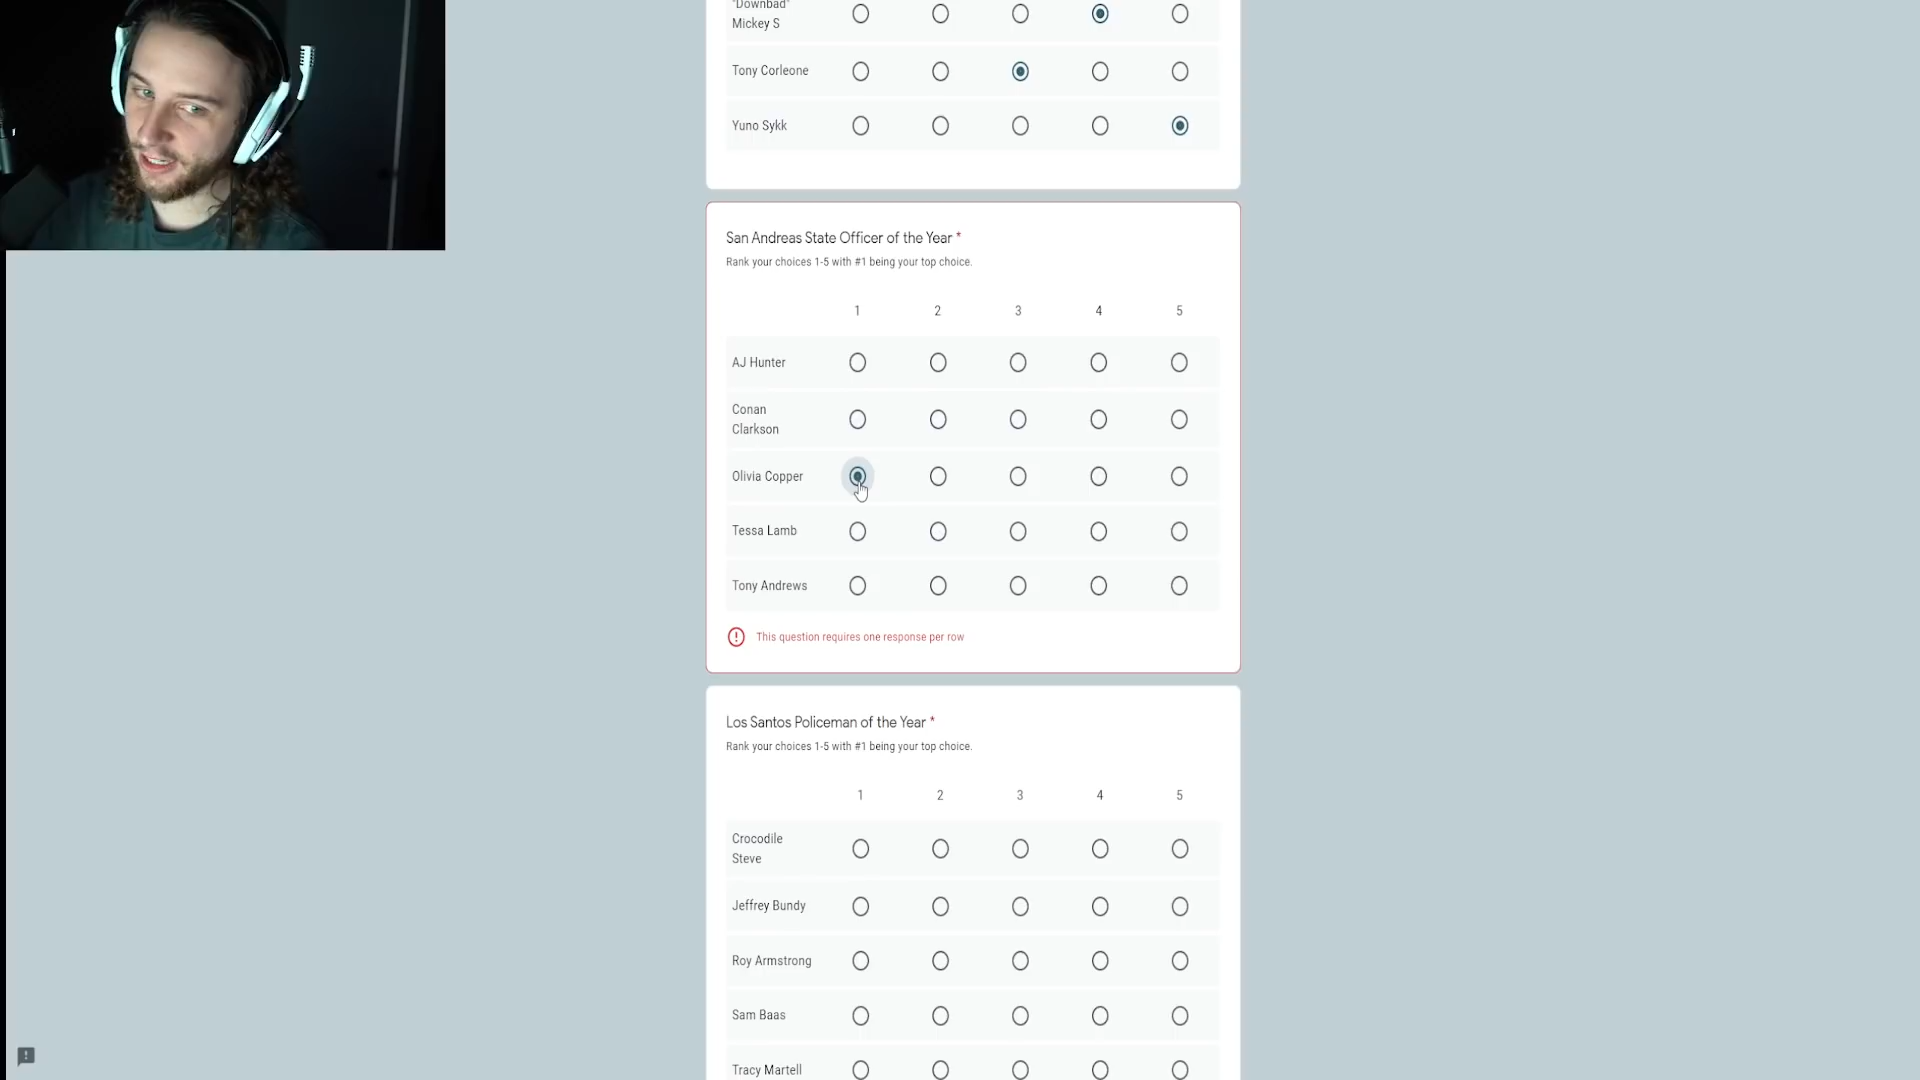 "Downbad"
Mickey S
Tony Corleone
Yuno Sykk
San Andreas State Officer of the Year *
Rank your choices 1-5 with #1 being your top choice.
1 2 3 4 5
AJ Hunter
Conan
Clarkson
Olivia Copper
Tessa Lamb
Tony Andrews
This question requires one response per row
Los Santos Policeman of the Year *
Rank your choices 1-5 with #1 being your top choice.
1 2 3 4 5
Crocodile
Steve
Jeffrey Bundy
Roy Armstrong
Sam Baas
Tracy Martell